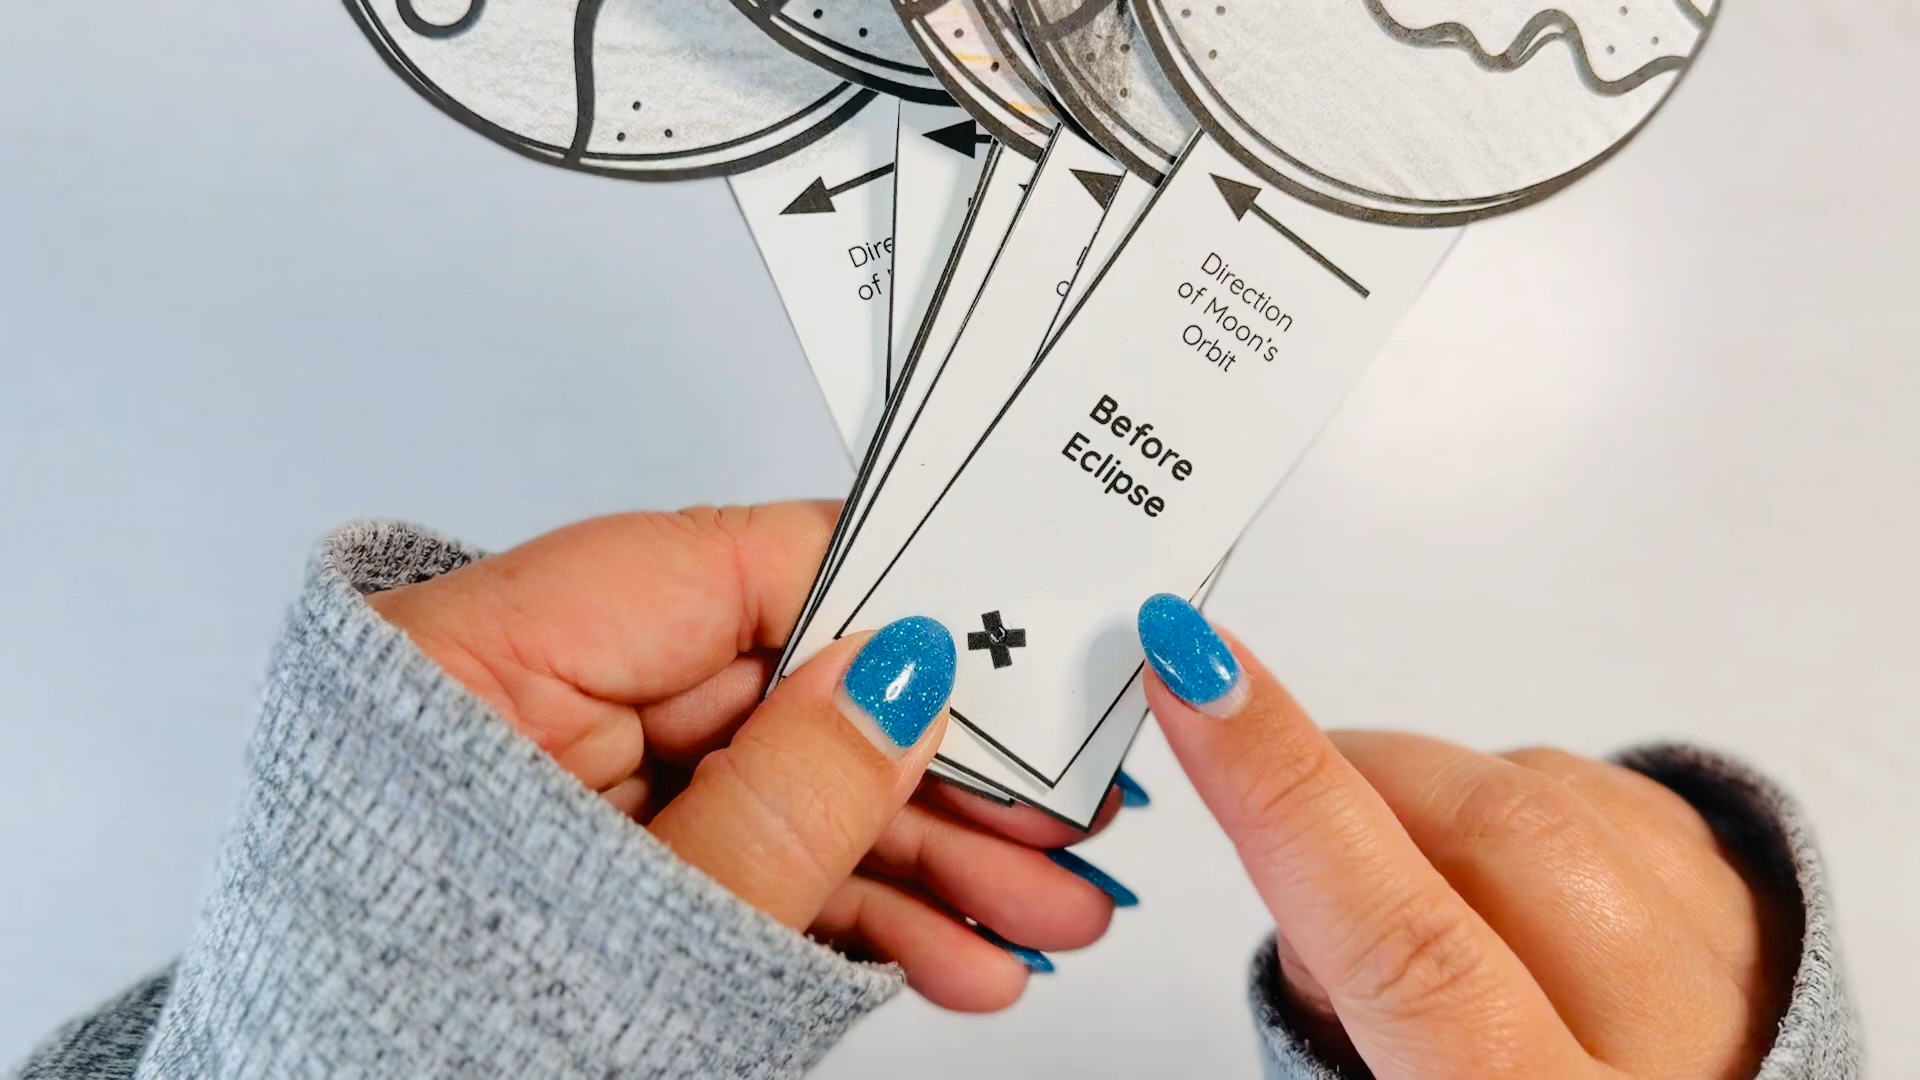 Direction
of Moon's
Orbit
Before
Eclipse